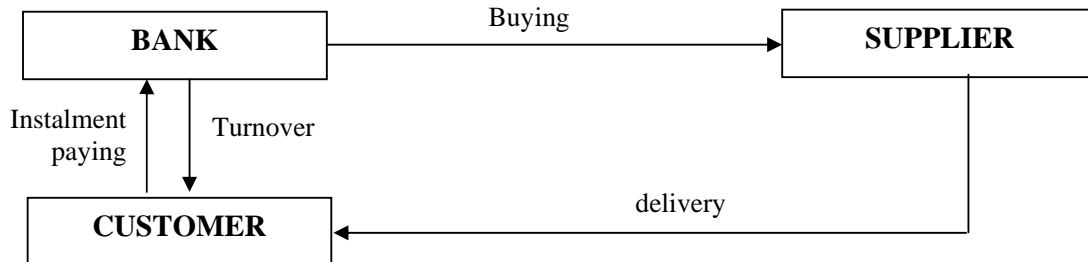 Buying
BANK
SUPPLIER
Instalment
paying
Turnover
delivery
CUSTOMER